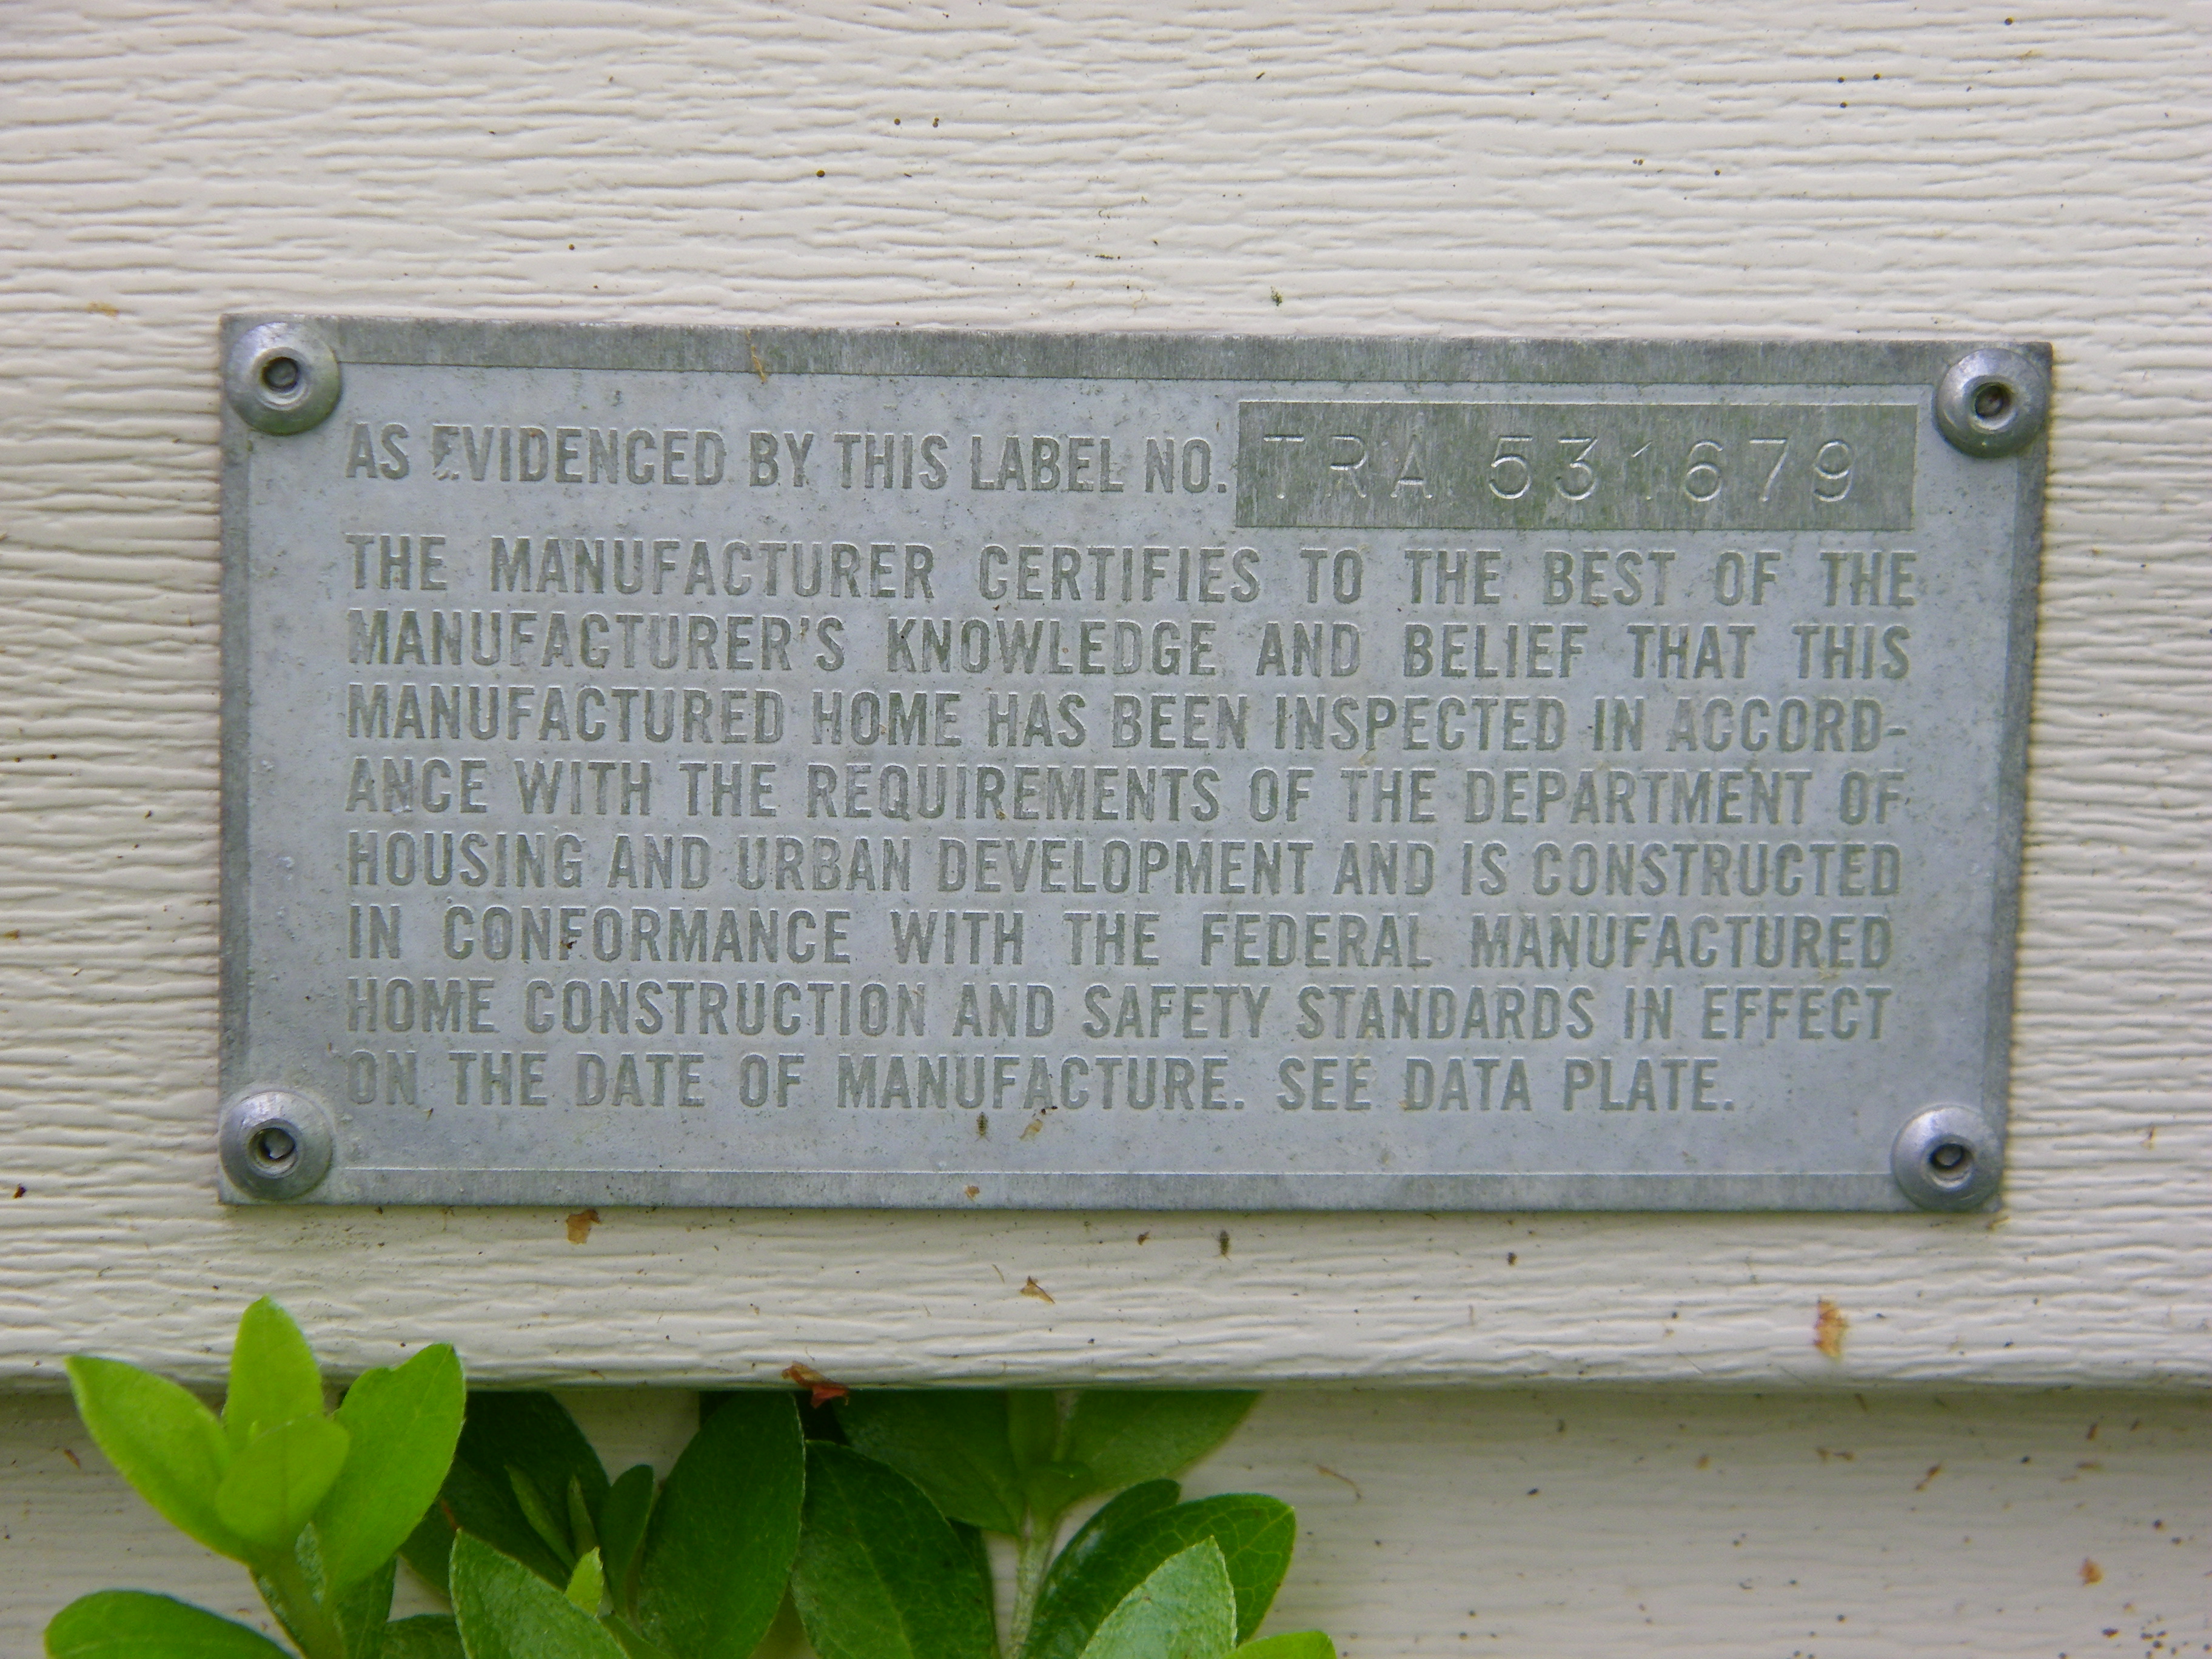 AS EVIDENCED BY THIS LABEL NO. TRA 531679
THE MANUFACTURER CERTIFIES TO THE BEST OF THE
MANUFACTURER'S KNOWLEDGE AND BELIEF THAT THIS
MANUFACTURED HOME HAS BEEN INSPECTED IN ACCORD-
ANCE WITH THE REQUIREMENTS OF THE DEPARTMENT OF
HOUSING AND URBAN DEVELOPMENT AND IS CONSTRUCTED
IN CONFORMANCE WITH THE FEDERAL MANUFACTURED
HOME CONSTRUCTION AND SAFETY STANDARDS IN EFFECT
ON THE DATE OF MANUFACTURE. SEE DATA PLATE.